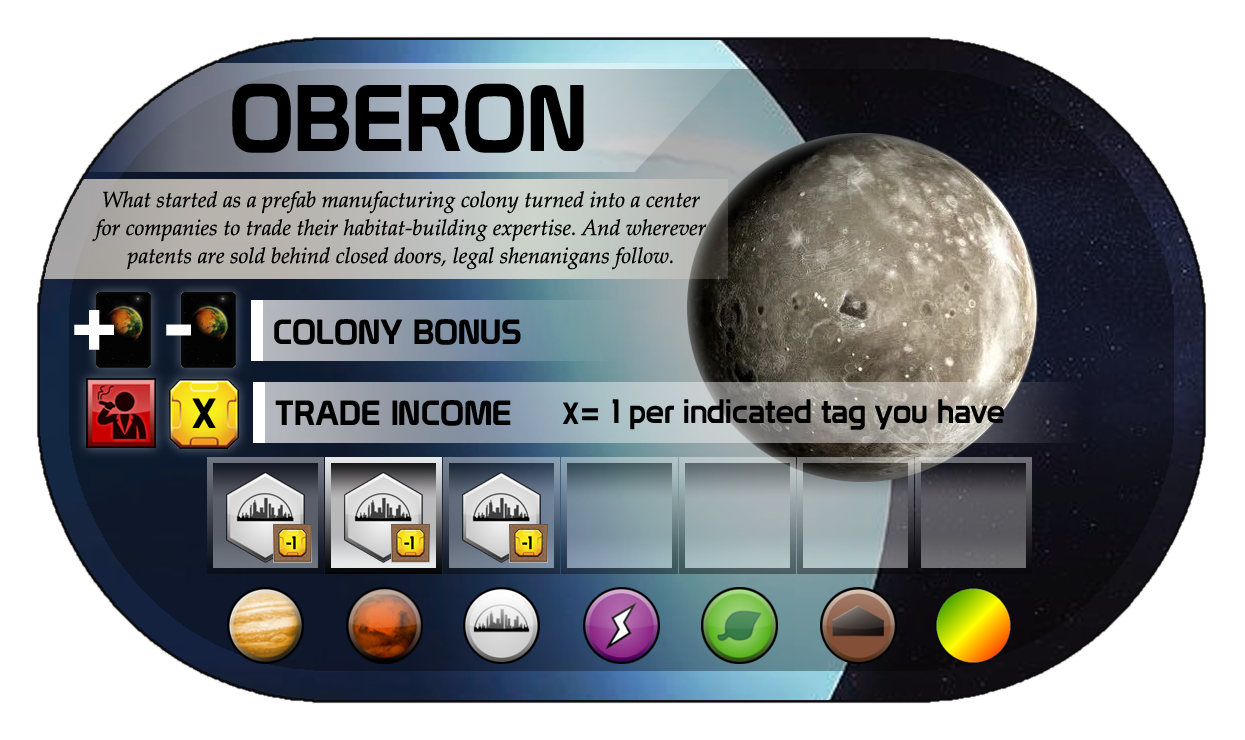 OBERON
What started as a prefab manufacturing colony turned into a center
for companies to trade their habitat-building expertise. And wherever
patents are sold behind closed doors, legal shenanigans follow.
+ - COLONY BONUS
X TRADE INCOME X= 1 per indicated tag you have
-1 -1 -1